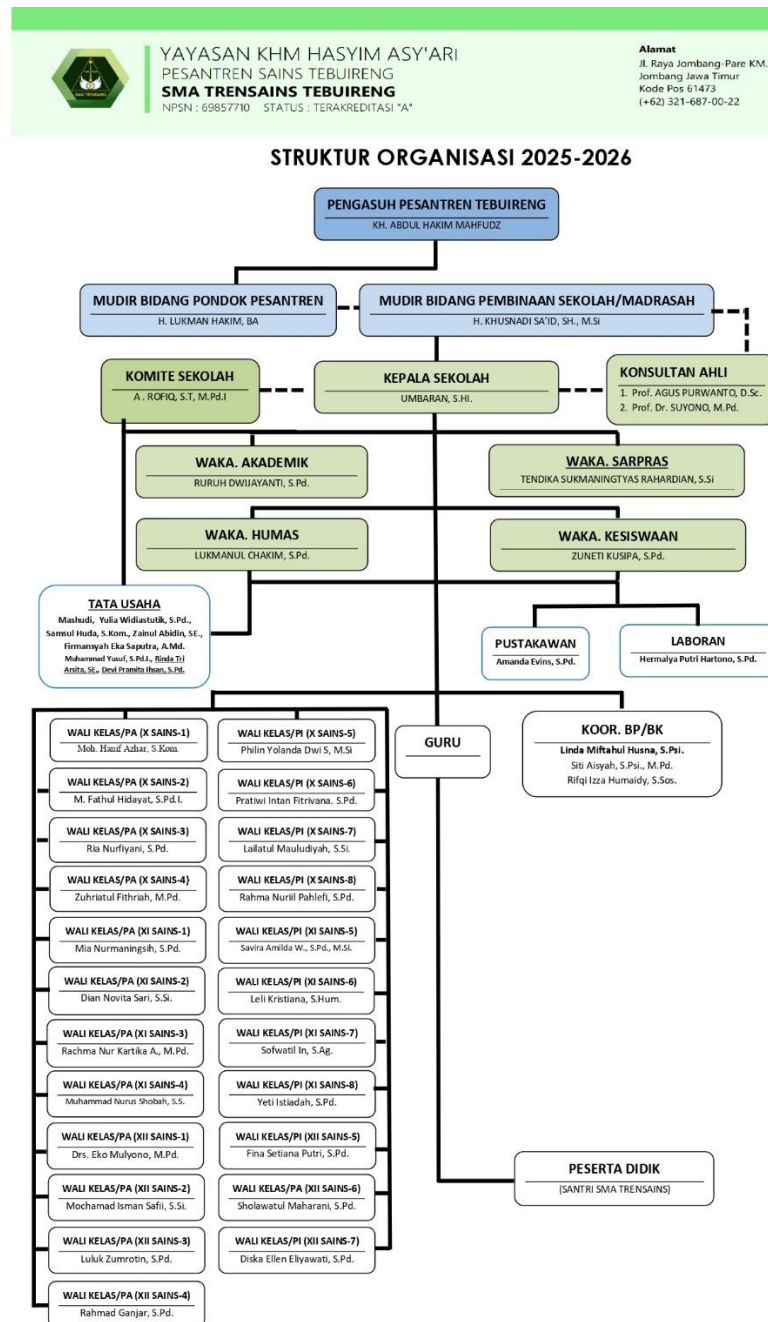 YAYASAN KHM HASYIM ASY'ARI
PESANTREN SAINS TEBUIRENG
SMA TRENSAINS TEBUIRENG
NPSN : 69857710 STATUS : TERAKREDITASI "A"
Alamat
Jl. Raya Jombang-Pare KM.
Jombang Jawa Timur
Kode Pos 61473
(+62) 321-687-00-22
STRUKTUR ORGANISASI 2025-2026
PENGASUH PESANTREN TEBUIRENG
KH. ABDUL HAKIM MAHFUDZ
MUDIR BIDANG PONDOK PESANTREN
H. LUKMAN HAKIM, BA
MUDIR BIDANG PEMBINAAN SEKOLAH/MADRASAH
H. KHUSNADI SA'ID, SH., M.Si
KOMITE SEKOLAH
A . ROFIQ, S.T, M.Pd.I
KEPALA SEKOLAH
UMBARAN, S.HI.
KONSULTAN AHLI
1. Prof. AGUS PURWANTO, D.Sc.
2. Prof. Dr. SUYONO, M.Pd.
WAKA. AKADEMIK
RURUH DWIJAYANTI, S.Pd.
WAKA. SARPRAS
TENDIKA SUKMANINGTYAS RAHARDIAN, S.Si
WAKA. HUMAS
LUKMANUL CHAKIM, S.Pd.
WAKA. KESISWAAN
ZUNETI KUSIPA, S.Pd.
TATA USAHA
Mashudi, Yulia Widiastutik, S.Pd.,
Samsul Huda, S.Kom., Zainul Abidin, SE.,
Firmansyah Eka Saputra, A.Md.
Muhammad Yusuf, S.Pd.I., Rinda Tri
Arsita, SE., Devi Pramita Ihsan, S.Pd.
PUSTAKAWAN
Amanda Evins, S.Pd.
LABORAN
Hermalya Putri Hartono, S.Pd.
WALI KELAS/PA (X SAINS-1)
Moh. Hanif Azhar, S.Kom.
WALI KELAS/PA (X SAINS-2)
M. Fathul Hidayat, S.Pd.I.
WALI KELAS/PA (X SAINS-3)
Ria Nurfiyani, S.Pd.
WALI KELAS/PA (X SAINS-4}
Zuhriatul Fithriah, M.Pd.
WALI KELAS/PA (XI SAINS-1)
Mia Nurmaningsih, S.Pd.
WALI KELAS/PA (XI SAINS-2)
Dian Novita Sari, S.Si.
WALI KELAS/PA (XI SAINS-3)
Rachma Nur Kartika A., M.Pd.
WALI KELAS/PA (XI SAINS-4)
Muhammad Nurus Shobah, S.S.
WALI KELAS/PA (XII SAINS-1)
Drs. Eko Mulyono, M.Pd.
WALI KELAS/PA (XII SAINS-2)
Mochamad Isman Safii, S.Si.
WALI KELAS/PA (XII SAINS-3)
Luluk Zumrotin, S.Pd.
WALI KELAS/PA (XII SAINS-4)
Rahmad Ganjar, S.Pd.
WALI KELAS/PI (X SAINS-5)
Philin Yolanda Dwi S, M.Si
WALI KELAS/PI (X SAINS-6)
Pratiwi Intan Fitrivana. S.Pd.
WALI KELAS/PI (X SAINS-7)
Lailatul Mauludiyah, S.Si.
WALI KELAS/PI (X SAINS-8)
Rahma Nuriil Pahlefi, S.Pd.
WALI KELAS/PI (XI SAINS-5)
Savira Amilda W., S.Pd., M.Si.
WALI KELAS/PI (XI SAINS-6)
Leli Kristiana, S.Hum.
WALI KELAS/PI (XI SAINS-7)
Sofwatil In, S.Ag.
WALI KELAS/PI (XI SAINS-8)
Yeti Istiadah, S.Pd.
WALI KELAS/PI (XII SAINS-5)
Fina Setiana Putri, S.Pd.
WALI KELAS/PI (XII SAINS-6)
Sholawatul Maharani, S.Pd.
WALI KELAS/PI (XII SAINS-7)
Diska Ellen Eliyawati, S.Pd.
GURU
KOOR. BP/BK
Linda Miftahul Husna, S.Psi.
Siti Aisyah, S.Psi., M.Pd.
Rifqi Izza Humaidy, S.Sos.
PESERTA DIDIK
(SANTRI SMA TRENSAINS)